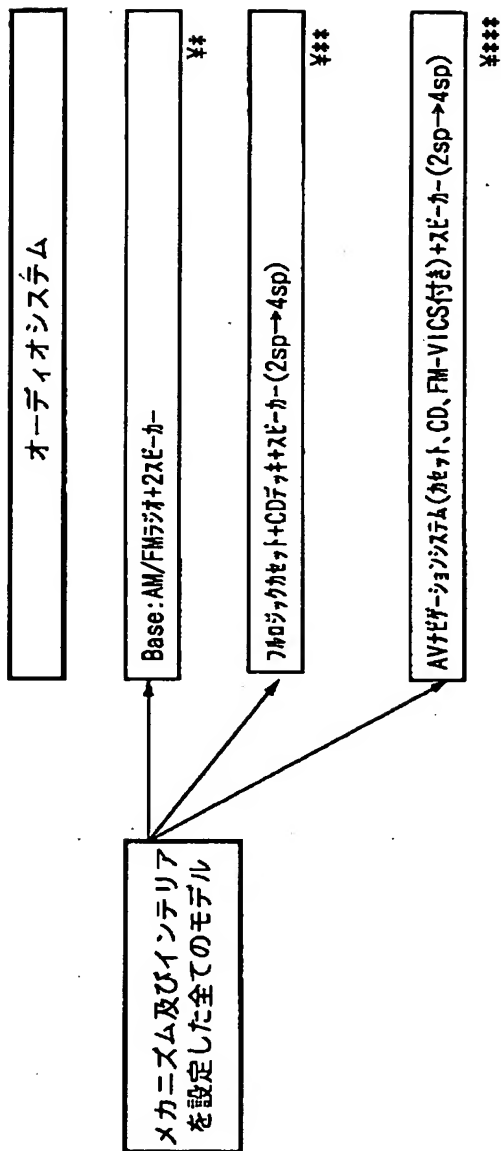 オーディオシステム
メカニズム及びインテリア
を設定した全てのモデル
Base:AM/FMラジオ+2スピーカー
¥*
フルロジックカセット+CDデッキ+スピーカー(2sp→4sp)
¥**
AVナビゲーションシステム(カセット、CD、FM-VICS付き)+スピーカー(2sp→4sp)
¥***